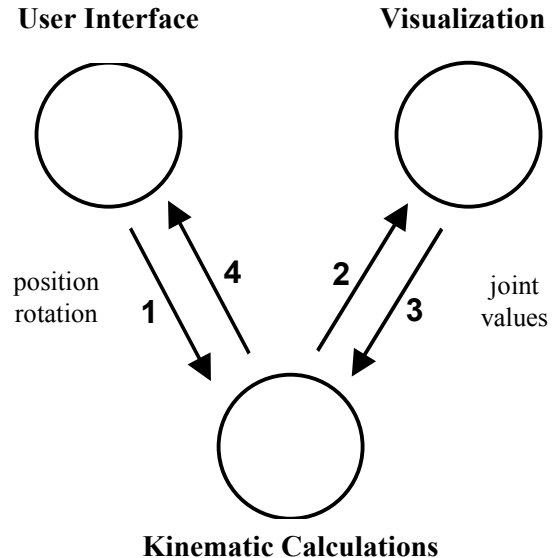 User Interface
Visualization
position
rotation
1
4
2
3
joint
values
Kinematic Calculations